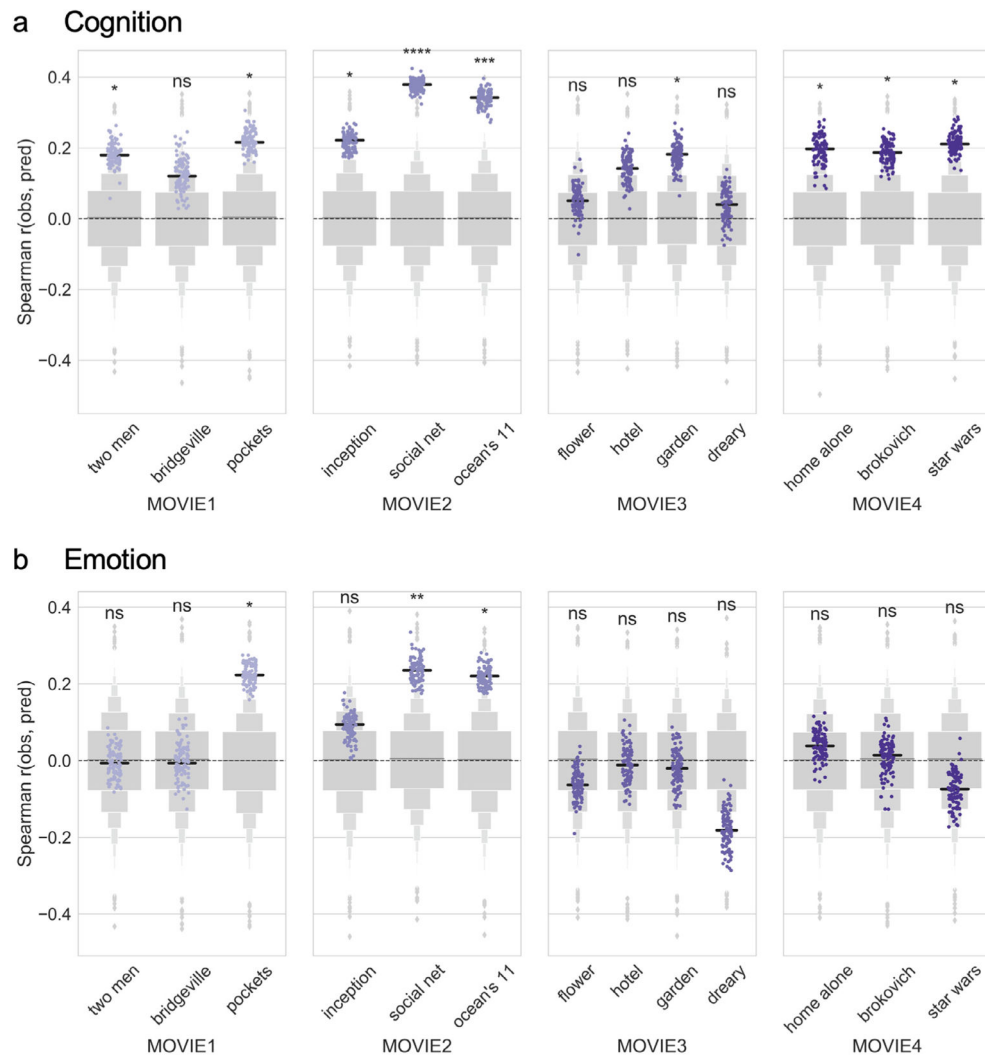 a Cognition
* ns *
* **** ***
ns ns * ns
* * *
Spearman r(obs, pred)
0.4
0.2
0.0
−0.2
−0.4
two men bridgeville pockets
inception social net ocean's 11
flower hotel garden dreary
home alone brokovich star wars
MOVIE1 MOVIE2 MOVIE3 MOVIE4
b Emotion
ns ns *
ns ** *
ns ns ns ns
ns ns ns
Spearman r(obs, pred)
0.4
0.2
0.0
−0.2
−0.4
two men bridgeville pockets
inception social net ocean's 11
flower hotel garden dreary
home alone brokovich star wars
MOVIE1 MOVIE2 MOVIE3 MOVIE4